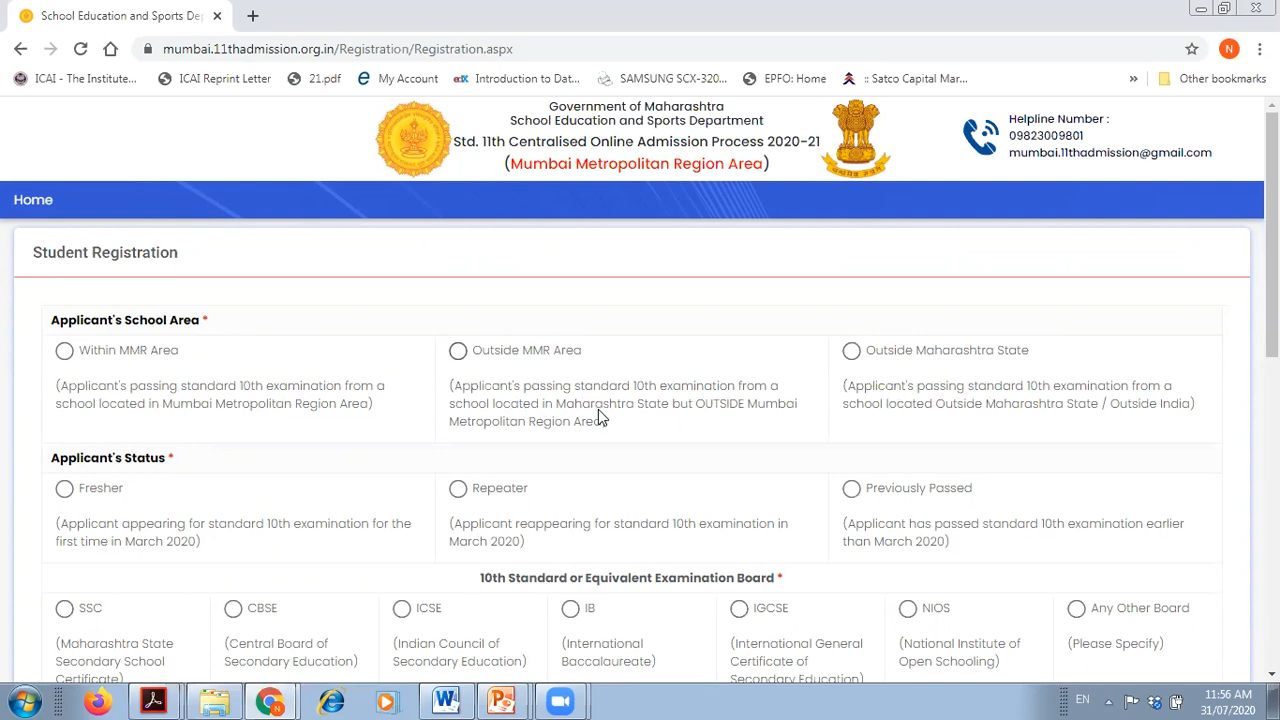 School Education and Sports De
mumbai.11thadmission.org.in/Registration/Registration.aspx
N
ICAI - The Institute...
ICAI Reprint Letter
21.pdf
My Account
Introduction to Dat...
SAMSUNG SCX-320...
EPFO: Home
:: Satco Capital Mar...
»
Other bookmarks
Government of Maharashtra
School Education and Sports Department
Std. 11th Centralised Online Admission Process 2020-21
(Mumbai Metropolitan Region Area)
Helpline Number :
09823009801
mumbai.11thadmission@gmail.com
Home
Student Registration
Applicant's School Area *
Within MMR Area
(Applicant's passing standard 10th examination from a
school located in Mumbai Metropolitan Region Area)
Outside MMR Area
(Applicant's passing standard 10th examination from a
school located in Maharashtra State but OUTSIDE Mumbai
Metropolitan Region Area)
Outside Maharashtra State
(Applicant's passing standard 10th examination from a
school located Outside Maharashtra State / Outside India)
Applicant's Status *
Fresher
(Applicant appearing for standard 10th examination for the
first time in March 2020)
Repeater
(Applicant reappearing for standard 10th examination in
March 2020)
Previously Passed
(Applicant has passed standard 10th examination earlier
than March 2020)
10th Standard or Equivalent Examination Board *
SSC
(Maharashtra State
Secondary School
Certificate)
CBSE
(Central Board of
Secondary Education)
ICSE
(Indian Council of
Secondary Education)
IB
(International
Baccalaureate)
IGCSE
(International General
Certificate of
Secondary Education)
NIOS
(National Institute of
Open Schooling)
Any Other Board
(Please Specify)
EN
11:56 AM
31/07/2020